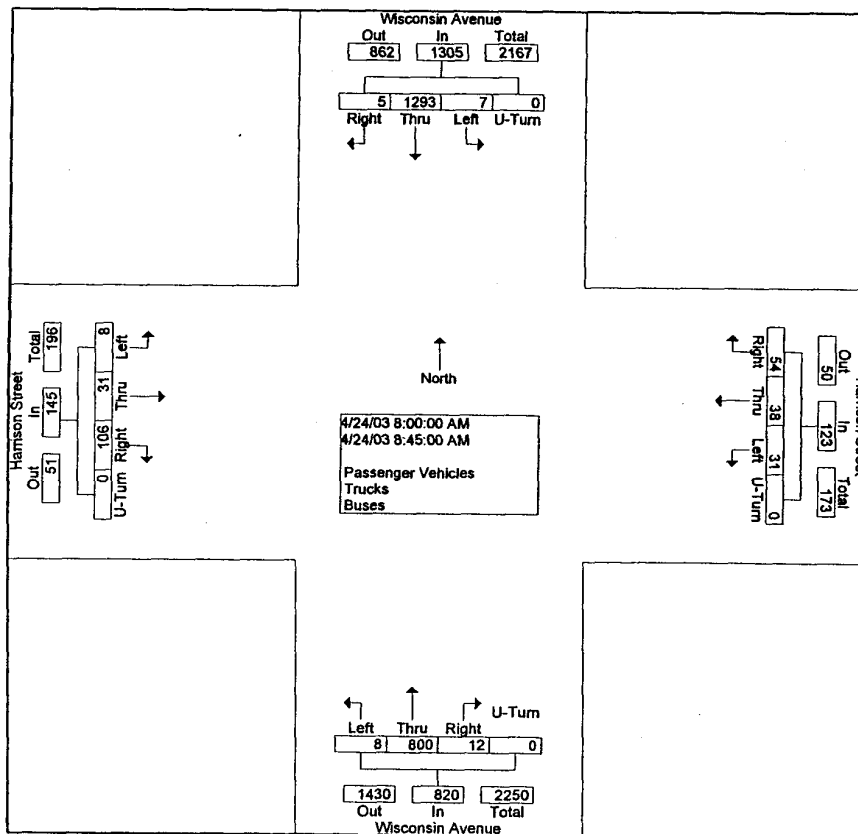 Wisconsin Avenue
Out In Total
862 1305 2167
5 1293 7 0
Right Thru Left U-Turn
Harrison Street
Total In Out
196 145 51
8 31 106 0
Left Thru Right U-Turn
North
4/24/03 8:00:00 AM
4/24/03 8:45:00 AM
Passenger Vehicles
Trucks
Buses
Right Thru Left U-Turn
54 38 31 0
Out In Total
50 123 173
Left Thru Right U-Turn
8 800 12 0
1430 820 2250
Out In Total
Wisconsin Avenue